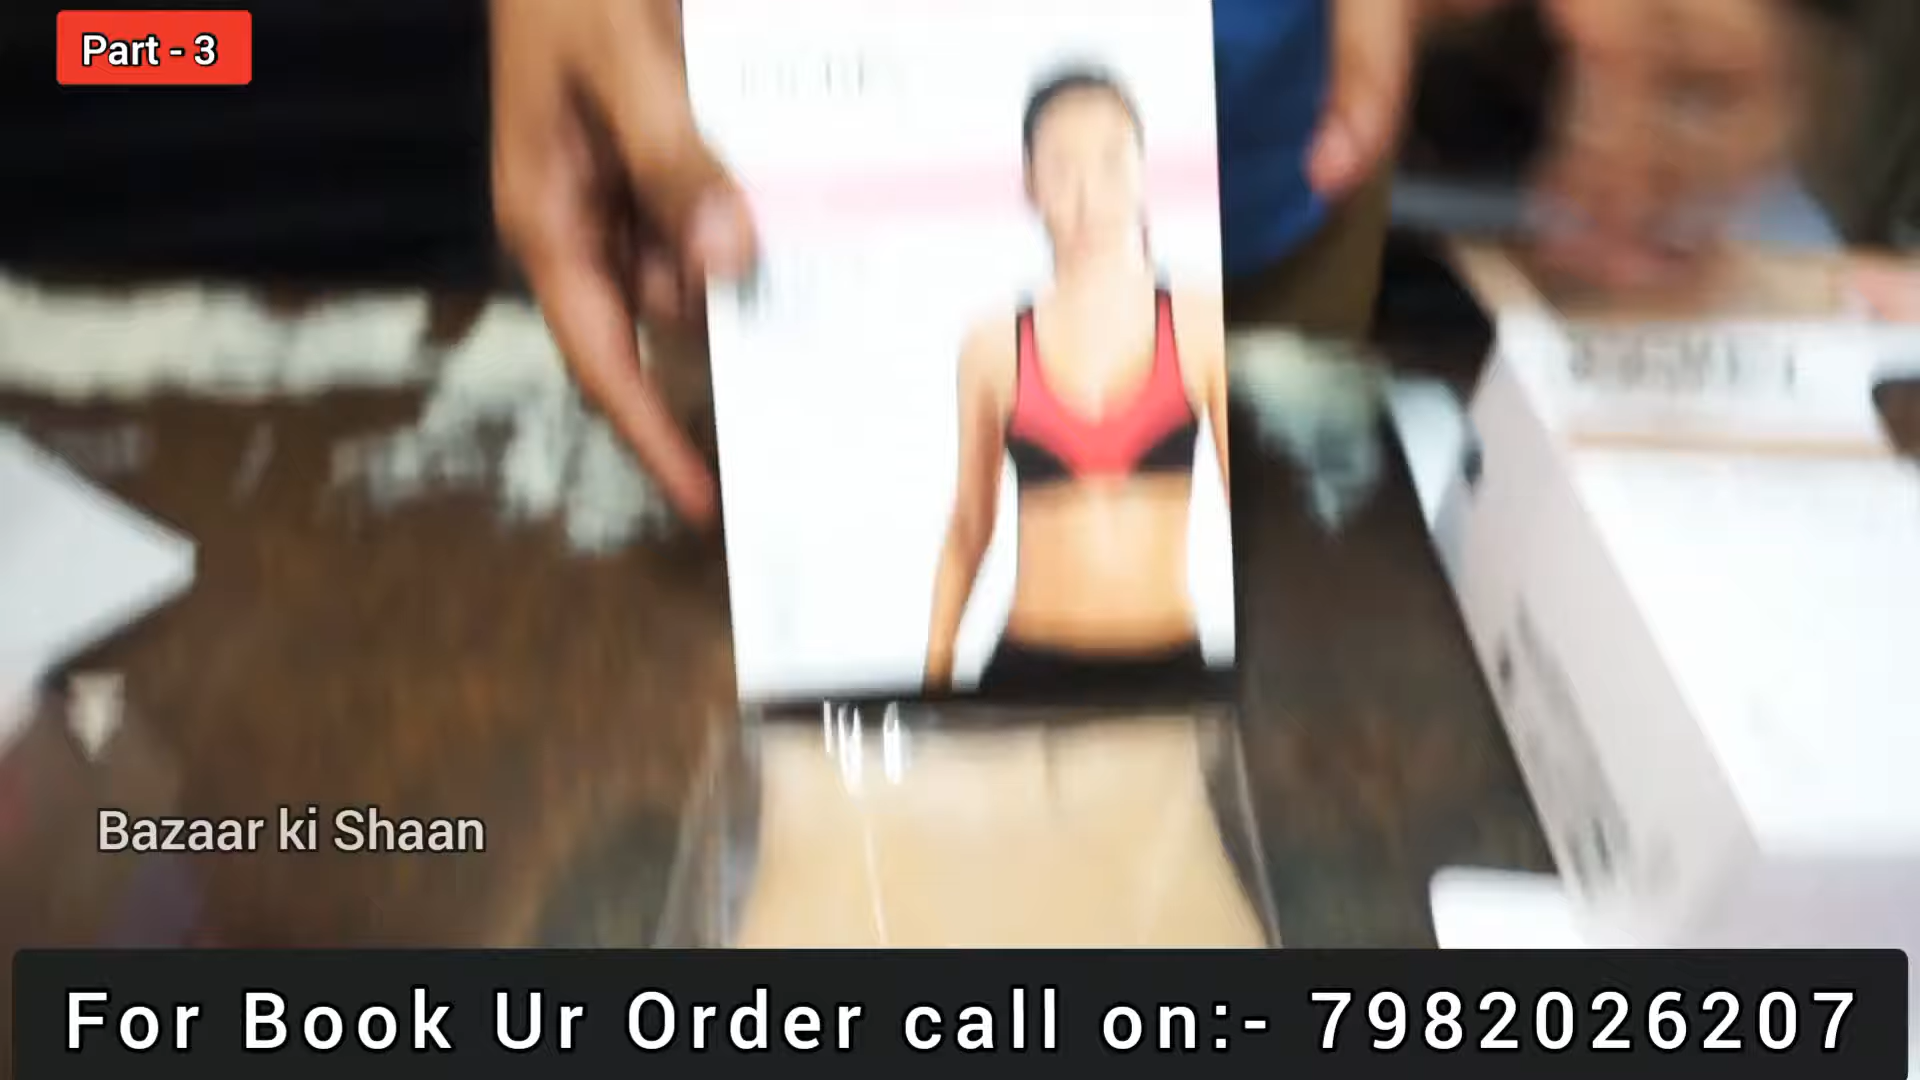 Part - 3
Bazaar ki Shaan
For Book Ur Order call on:- 7982026207